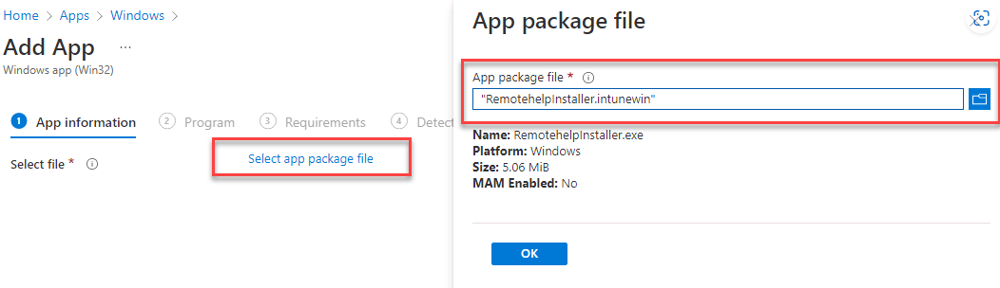 Home > Apps > Windows >
Add App ...
Windows app (Win32)
1 App information 2 Program 3 Requirements 4 Detect
Select file * Select app package file
App package file
App package file *
"RemotehelpInstaller.intunewin"
Name: RemotehelpInstaller.exe
Platform: Windows
Size: 5.06 MiB
MAM Enabled: No
OK